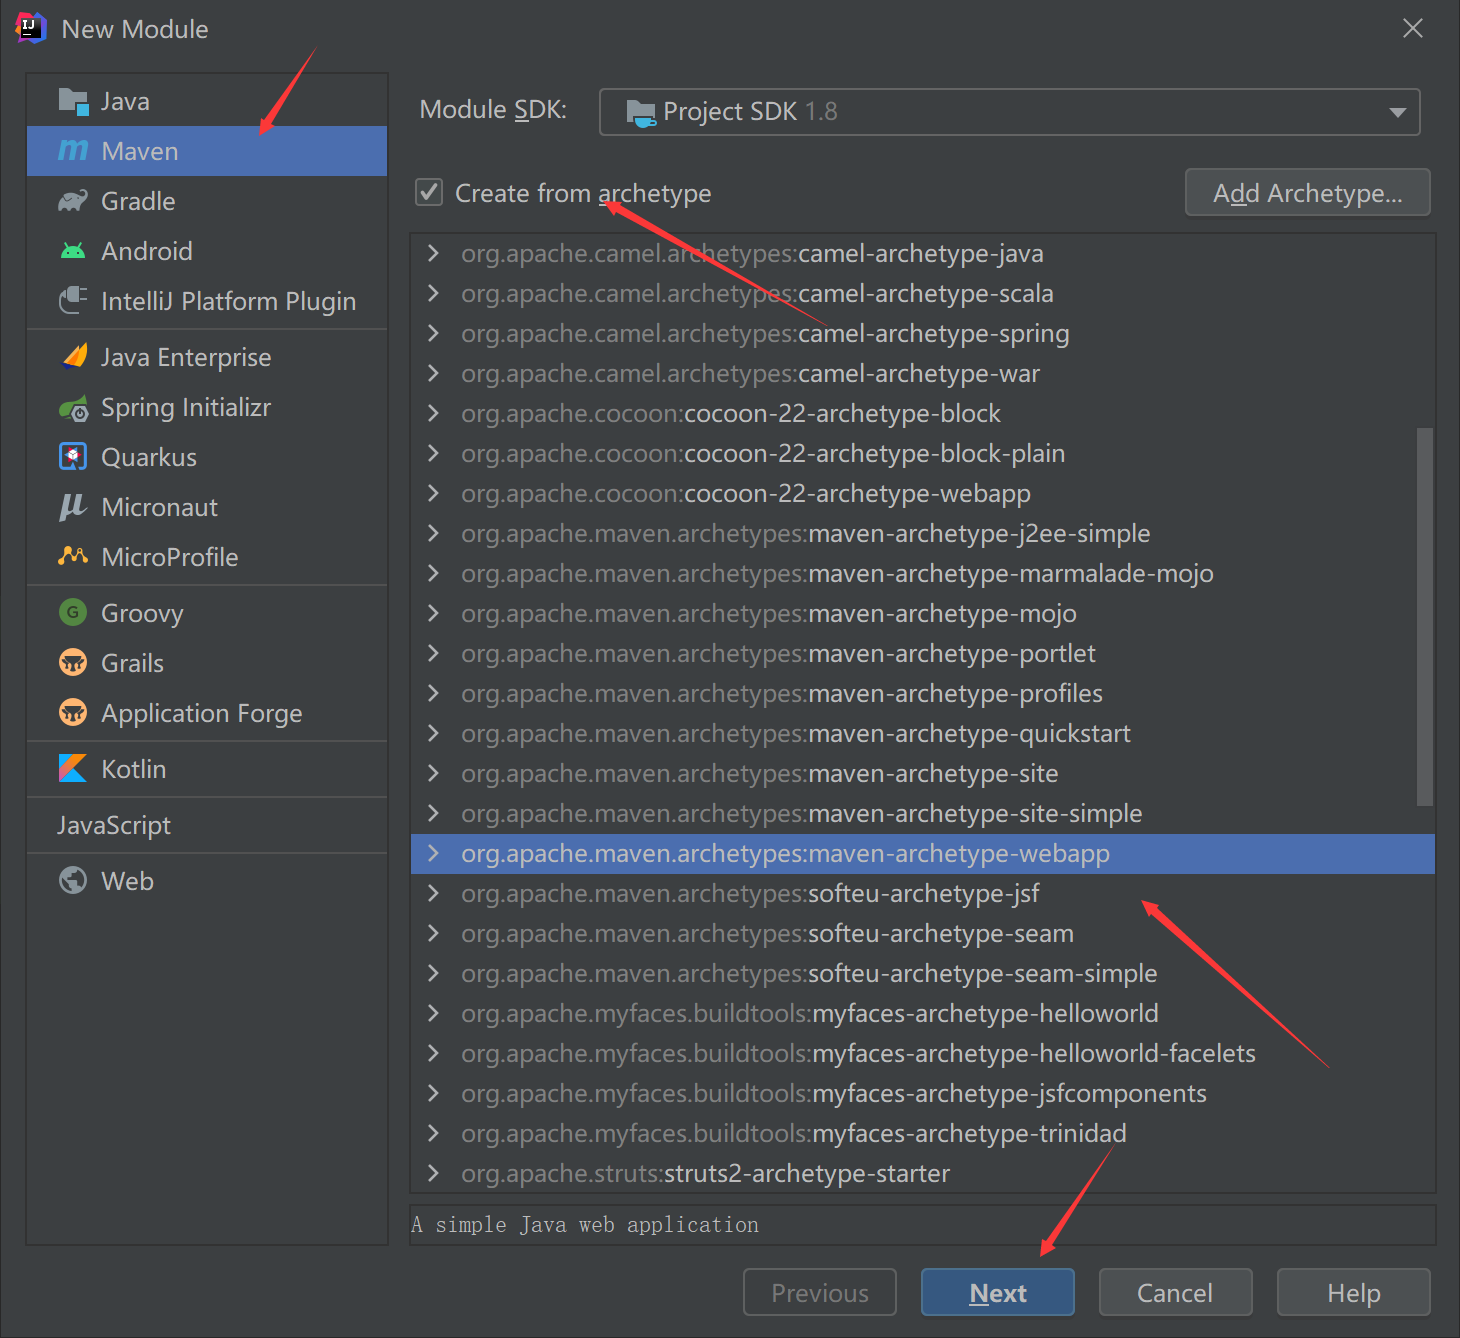 New Module
Java
Maven
Gradle
Android
IntelliJ Platform Plugin
Java Enterprise
Spring Initializr
Quarkus
Micronaut
MicroProfile
Groovy
Grails
Application Forge
Kotlin
JavaScript
Web
Module SDK: Project SDK 1.8
Create from archetype
Add Archetype...
org.apache.camel.archetypes:camel-archetype-java
org.apache.camel.archetypes:camel-archetype-scala
org.apache.camel.archetypes:camel-archetype-spring
org.apache.camel.archetypes:camel-archetype-war
org.apache.cocoon:cocoon-22-archetype-block
org.apache.cocoon:cocoon-22-archetype-block-plain
org.apache.cocoon:cocoon-22-archetype-webapp
org.apache.maven.archetypes:maven-archetype-j2ee-simple
org.apache.maven.archetypes:maven-archetype-marmalade-mojo
org.apache.maven.archetypes:maven-archetype-mojo
org.apache.maven.archetypes:maven-archetype-portlet
org.apache.maven.archetypes:maven-archetype-profiles
org.apache.maven.archetypes:maven-archetype-quickstart
org.apache.maven.archetypes:maven-archetype-site
org.apache.maven.archetypes:maven-archetype-site-simple
org.apache.maven.archetypes:maven-archetype-webapp
org.apache.maven.archetypes:softeu-archetype-jsf
org.apache.maven.archetypes:softeu-archetype-seam
org.apache.maven.archetypes:softeu-archetype-seam-simple
org.apache.myfaces.buildtools:myfaces-archetype-helloworld
org.apache.myfaces.buildtools:myfaces-archetype-helloworld-facelets
org.apache.myfaces.buildtools:myfaces-archetype-jsfcomponents
org.apache.myfaces.buildtools:myfaces-archetype-trinidad
org.apache.struts:struts2-archetype-starter
A simple Java web application
Previous
Next
Cancel
Help